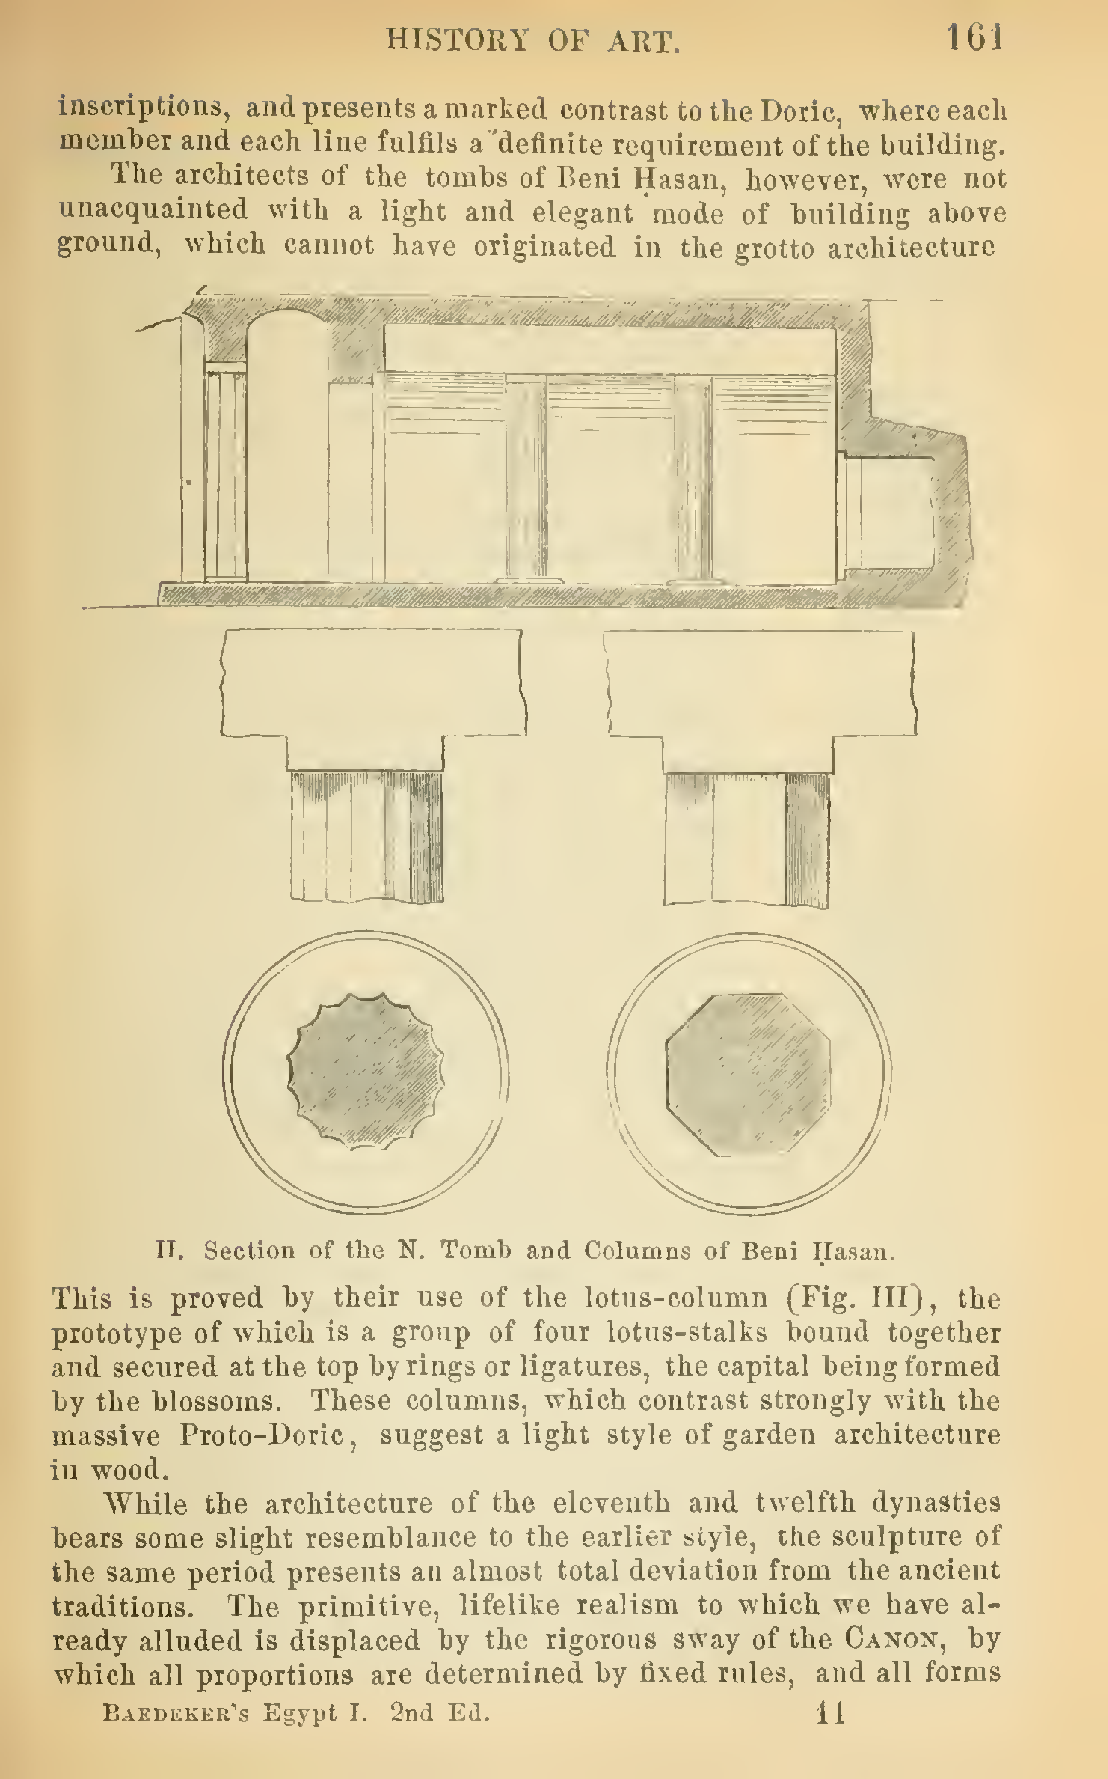 HISTORY OF ART. 161
inscriptions, and presents a marked contrast to the Doric, where each
member and each line fulfils a definite requirement of the building.
The architects of the tombs of Beni Ḥasan, however, were not
unacquainted with a light and elegant mode of building above
ground, which cannot have originated in the grotto architecture
II. Section of the N. Tomb and Columns of Beni Ḥasan.
This is proved by their use of the lotus-column (Fig. III), the
prototype of which is a group of four lotus-stalks bound together
and secured at the top by rings or ligatures, the capital being formed
by the blossoms. These columns, which contrast strongly with the
massive Proto-Doric, suggest a light style of garden architecture
in wood.
While the architecture of the eleventh and twelfth dynasties
bears some slight resemblance to the earlier style, the sculpture of
the same period presents an almost total deviation from the ancient
traditions. The primitive, lifelike realism to which we have al-
ready alluded is displaced by the rigorous sway of the CANON, by
which all proportions are determined by fixed rules, and all forms
BAEDEKER's Egypt I. 2nd Ed. 11